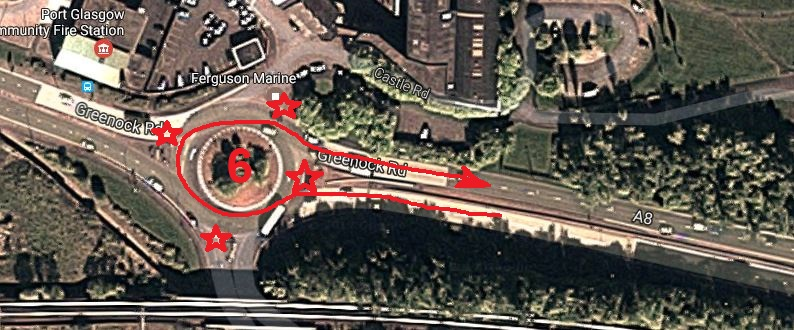 Port Glasgow
mmunity Fire Station
Ferguson Marine
Castle Rd
Greenock Rd
6
Greenock Rd
A8